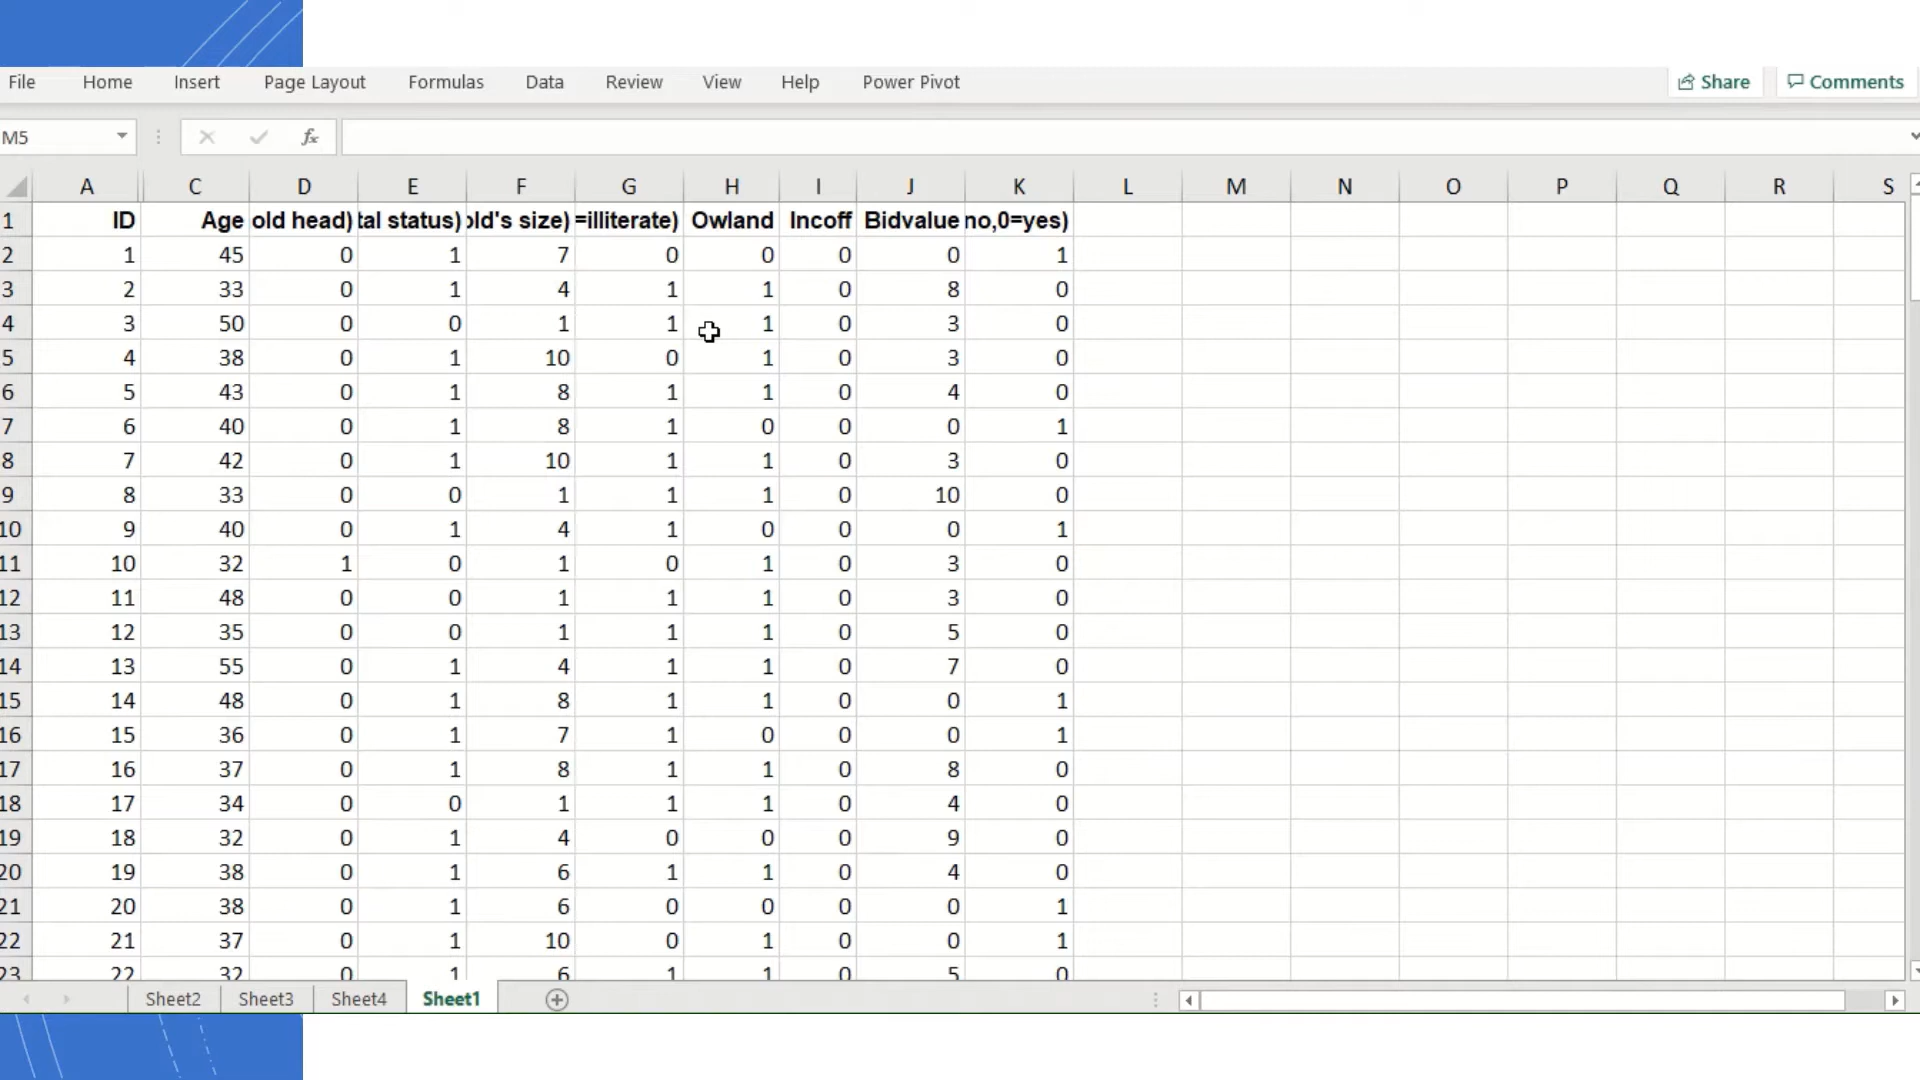 File Home Insert Page Layout Formulas Data Review View Help Power Pivot Share Comments
M5 fx
A C D E F G H I J K L M N O P Q R S
1 ID Age old head) tal status) old's size) =illiterate) Owland Incoff Bidvalue no,0=yes)
2 1 45 0 1 7 0 0 0 0 1
3 2 33 0 1 4 1 1 0 8 0
4 3 50 0 0 1 1 1 0 3 0
5 4 38 0 1 10 0 1 0 3 0
6 5 43 0 1 8 1 1 0 4 0
7 6 40 0 1 8 1 0 0 0 1
8 7 42 0 1 10 1 1 0 3 0
9 8 33 0 0 1 1 1 0 10 0
10 9 40 0 1 4 1 0 0 0 1
11 10 32 1 0 1 0 1 0 3 0
12 11 48 0 0 1 1 1 0 3 0
13 12 35 0 0 1 1 1 0 5 0
14 13 55 0 1 4 1 1 0 7 0
15 14 48 0 1 8 1 1 0 0 1
16 15 36 0 1 7 1 0 0 0 1
17 16 37 0 1 8 1 1 0 8 0
18 17 34 0 0 1 1 1 0 4 0
19 18 32 0 1 4 0 0 0 9 0
20 19 38 0 1 6 1 1 0 4 0
21 20 38 0 1 6 0 0 0 0 1
22 21 37 0 1 10 0 1 0 0 1
23 22 32 0 1 6 1 1 0 5 0
Sheet2 Sheet3 Sheet4 Sheet1